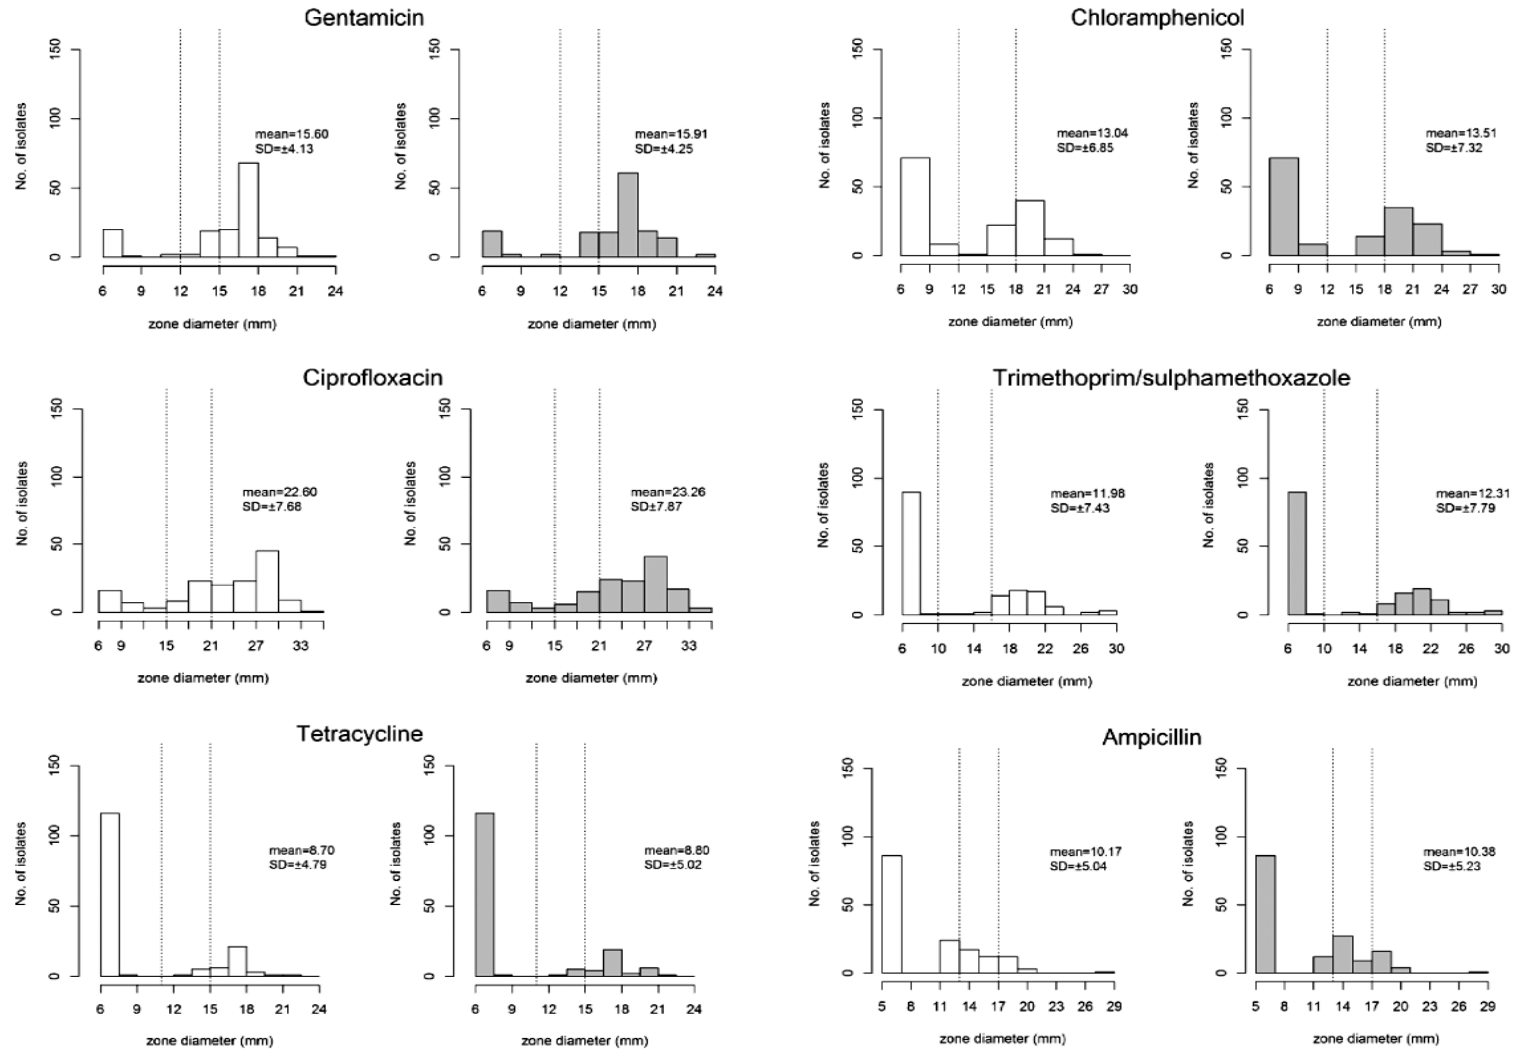 Gentamicin
No. of isolates
0 50 100 150
mean=15.60
SD=±4.13
6 9 12 15 18 21 24
zone diameter (mm)
No. of isolates
0 50 100 150
mean=15.91
SD=±4.25
6 9 12 15 18 21 24
zone diameter (mm)
Chloramphenicol
No. of isolates
0 50 100 150
mean=13.04
SD=±6.85
6 9 12 15 18 21 24 27 30
zone diameter (mm)
No. of isolates
0 50 100 150
mean=13.51
SD=±7.32
6 9 12 15 18 21 24 27 30
zone diameter (mm)
Ciprofloxacin
No. of isolates
0 50 100 150
mean=22.60
SD=±7.68
6 9 15 21 27 33
zone diameter (mm)
No. of isolates
0 50 100 150
mean=23.26
SD±7.87
6 9 15 21 27 33
zone diameter (mm)
Trimethoprim/sulphamethoxazole
No. of isolates
0 50 100 150
mean=11.98
SD=±7.43
6 10 14 18 22 26 30
zone diameter (mm)
No. of isolates
0 50 100 150
mean=12.31
SD=±7.79
6 10 14 18 22 26 30
zone diameter (mm)
Tetracycline
No. of isolates
0 50 100 150
mean=8.70
SD=±4.79
6 9 12 15 18 21 24
zone diameter (mm)
No. of isolates
0 50 100 150
mean=8.80
SD=±5.02
6 9 12 15 18 21 24
zone diameter (mm)
Ampicillin
No. of isolates
0 50 100 150
mean=10.17
SD=±5.04
5 8 11 14 17 20 23 26 29
zone diameter (mm)
No. of isolates
0 50 100 150
mean=10.38
SD=±5.23
5 8 11 14 17 20 23 26 29
zone diameter (mm)